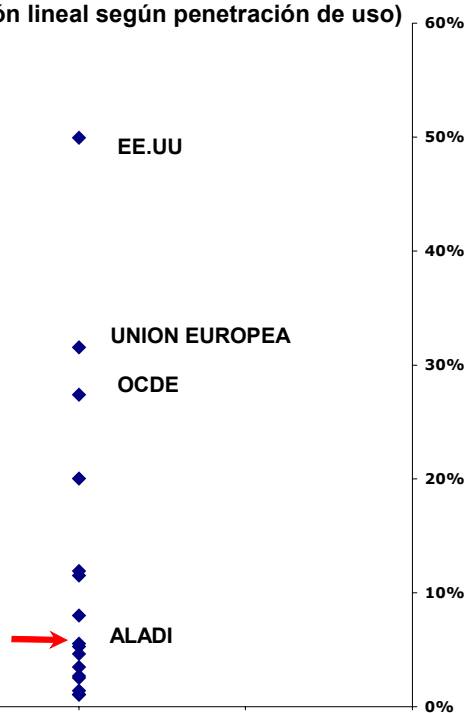 ón lineal según penetración de uso)
60%
50%
EE.UU
40%
UNION EUROPEA
30%
OCDE
20%
10%
ALADI
0%